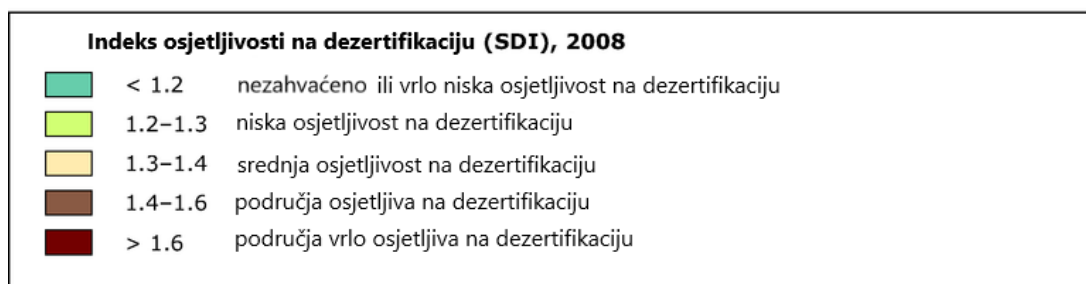 Indeks osjetljivosti na dezertifikaciju (SDI), 2008
< 1.2 nezahvaćeno ili vrlo niska osjetljivost na dezertifikaciju
1.2–1.3 niska osjetljivost na dezertifikaciju
1.3–1.4 srednja osjetljivost na dezertifikaciju
1.4–1.6 područja osjetljiva na dezertifikaciju
> 1.6 područja vrlo osjetljiva na dezertifikaciju